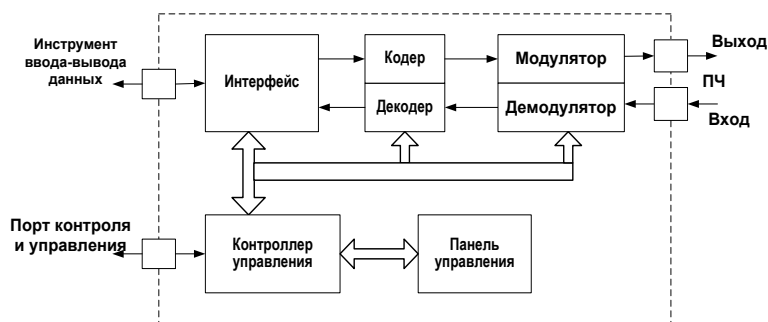 Инструмент
ввода-вывода
данных
Интерфейс
Кодер
Декодер
Модулятор
Демодулятор
Выход
ПЧ
Вход
Порт контроля
и управления
Контроллер
управления
Панель
управления